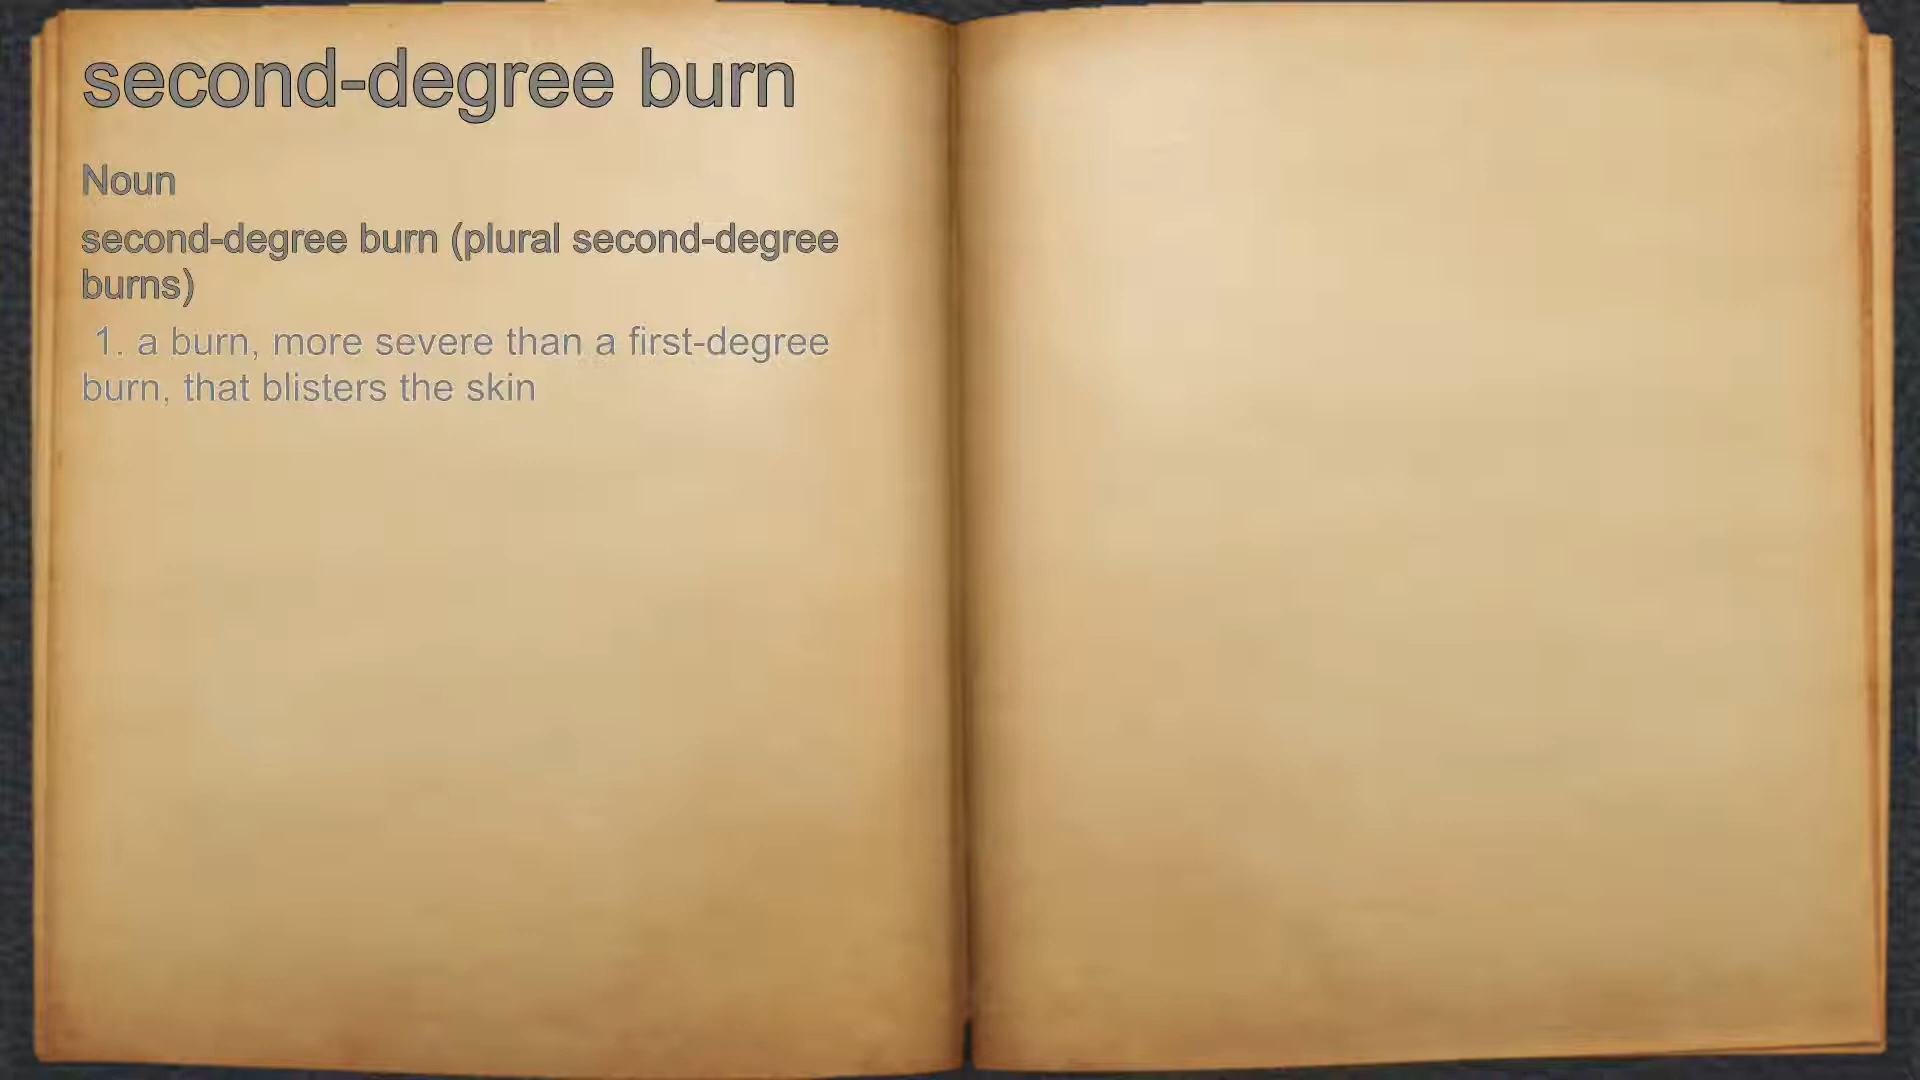 second-degree burn
Noun
second-degree burn (plural second-degree
burns)
1. a burn, more severe than a first-degree
burn, that blisters the skin